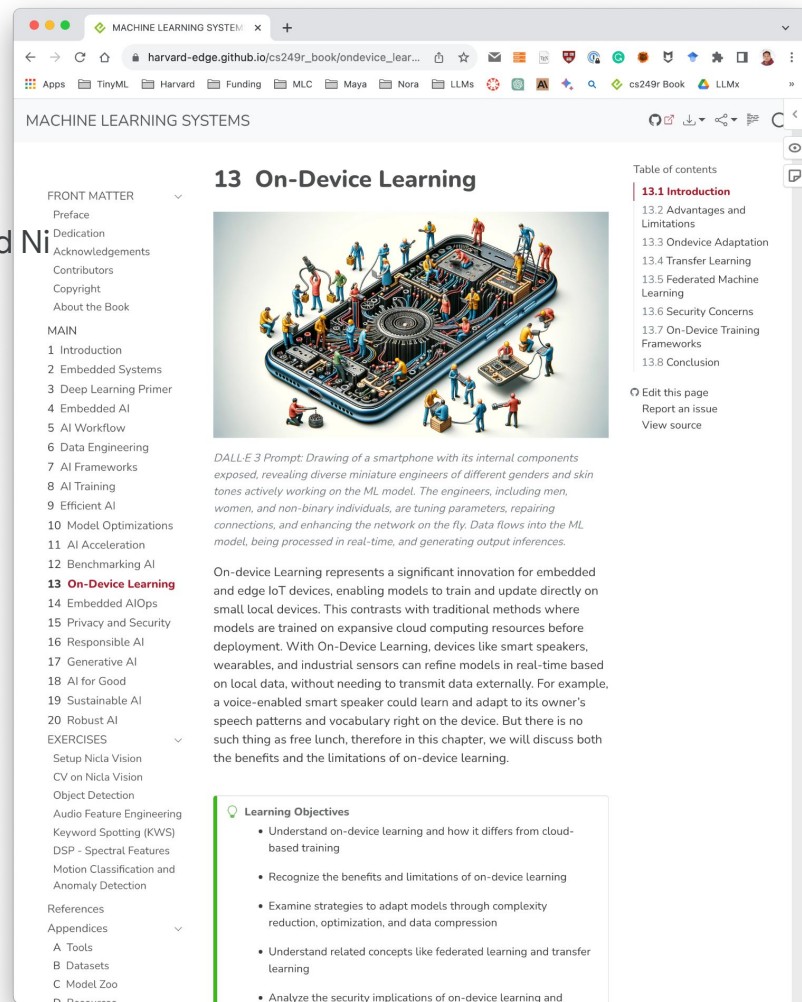 MACHINE LEARNING SYSTEM
harvard-edge.github.io/cs249r_book/ondevice_lear...
Apps TinyML Harvard Funding MLC Maya Nora LLMs cs249r Book LLMx »
MACHINE LEARNING SYSTEMS
d Ni
FRONT MATTER
Preface
Dedication
Acknowledgements
Contributors
Copyright
About the Book
MAIN
1 Introduction
2 Embedded Systems
3 Deep Learning Primer
4 Embedded AI
5 AI Workflow
6 Data Engineering
7 AI Frameworks
8 AI Training
9 Efficient AI
10 Model Optimizations
11 AI Acceleration
12 Benchmarking AI
13 On-Device Learning
14 Embedded AIOps
15 Privacy and Security
16 Responsible AI
17 Generative AI
18 AI for Good
19 Sustainable AI
20 Robust AI
EXERCISES
Setup Nicla Vision
CV on Nicla Vision
Object Detection
Audio Feature Engineering
Keyword Spotting (KWS)
DSP - Spectral Features
Motion Classification and
Anomaly Detection
References
Appendices
A Tools
B Datasets
C Model Zoo
D Resources
13 On-Device Learning
DALL·E 3 Prompt: Drawing of a smartphone with its internal components
exposed, revealing diverse miniature engineers of different genders and skin
tones actively working on the ML model. The engineers, including men,
women, and non-binary individuals, are tuning parameters, repairing
connections, and enhancing the network on the fly. Data flows into the ML
model, being processed in real-time, and generating output inferences.
On-device Learning represents a significant innovation for embedded
and edge IoT devices, enabling models to train and update directly on
small local devices. This contrasts with traditional methods where
models are trained on expansive cloud computing resources before
deployment. With On-Device Learning, devices like smart speakers,
wearables, and industrial sensors can refine models in real-time based
on local data, without needing to transmit data externally. For example,
a voice-enabled smart speaker could learn and adapt to its owner's
speech patterns and vocabulary right on the device. But there is no
such thing as free lunch, therefore in this chapter, we will discuss both
the benefits and the limitations of on-device learning.
Learning Objectives
• Understand on-device learning and how it differs from cloud-
based training
• Recognize the benefits and limitations of on-device learning
• Examine strategies to adapt models through complexity
reduction, optimization, and data compression
• Understand related concepts like federated learning and transfer
learning
• Analyze the security implications of on-device learning and
Table of contents
13.1 Introduction
13.2 Advantages and
Limitations
13.3 Ondevice Adaptation
13.4 Transfer Learning
13.5 Federated Machine
Learning
13.6 Security Concerns
13.7 On-Device Training
Frameworks
13.8 Conclusion
Edit this page
Report an issue
View source